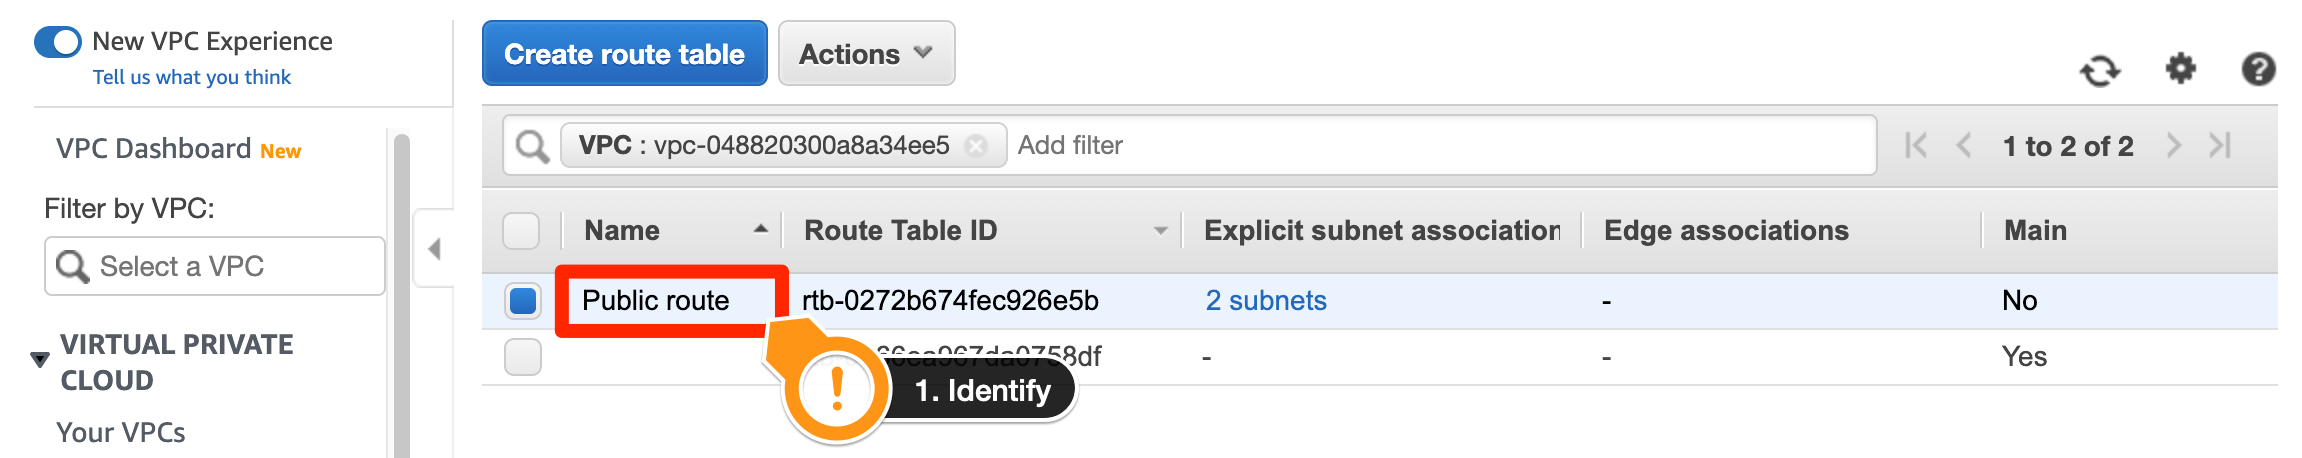 New VPC Experience
Tell us what you think
VPC Dashboard New
Filter by VPC:
Select a VPC
VIRTUAL PRIVATE
CLOUD
Your VPCs
Create route table
Actions
VPC : vpc-048820300a8a34ee5
Add filter
1 to 2 of 2
Name Route Table ID Explicit subnet association Edge associations Main
Public route rtb-0272b674fec926e5b 2 subnets - No
- - Yes
1. Identify